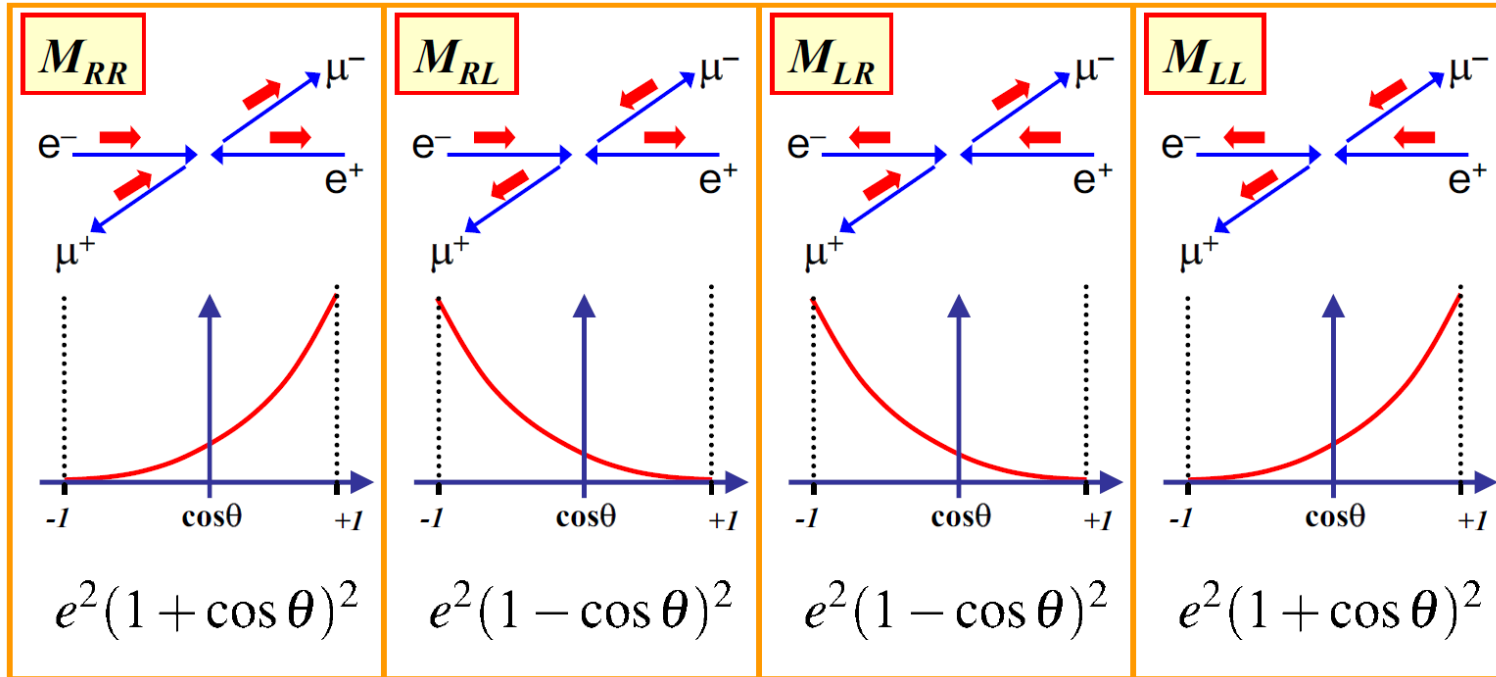 M_RR
μ⁻
e⁻
e⁺
μ⁺
-1 cosθ +1
e²(1 + cos θ)²
M_RL
μ⁻
e⁻
e⁺
μ⁺
-1 cosθ +1
e²(1 − cos θ)²
M_LR
μ⁻
e⁻
e⁺
μ⁺
-1 cosθ +1
e²(1 − cos θ)²
M_LL
μ⁻
e⁻
e⁺
μ⁺
-1 cosθ +1
e²(1 + cos θ)²